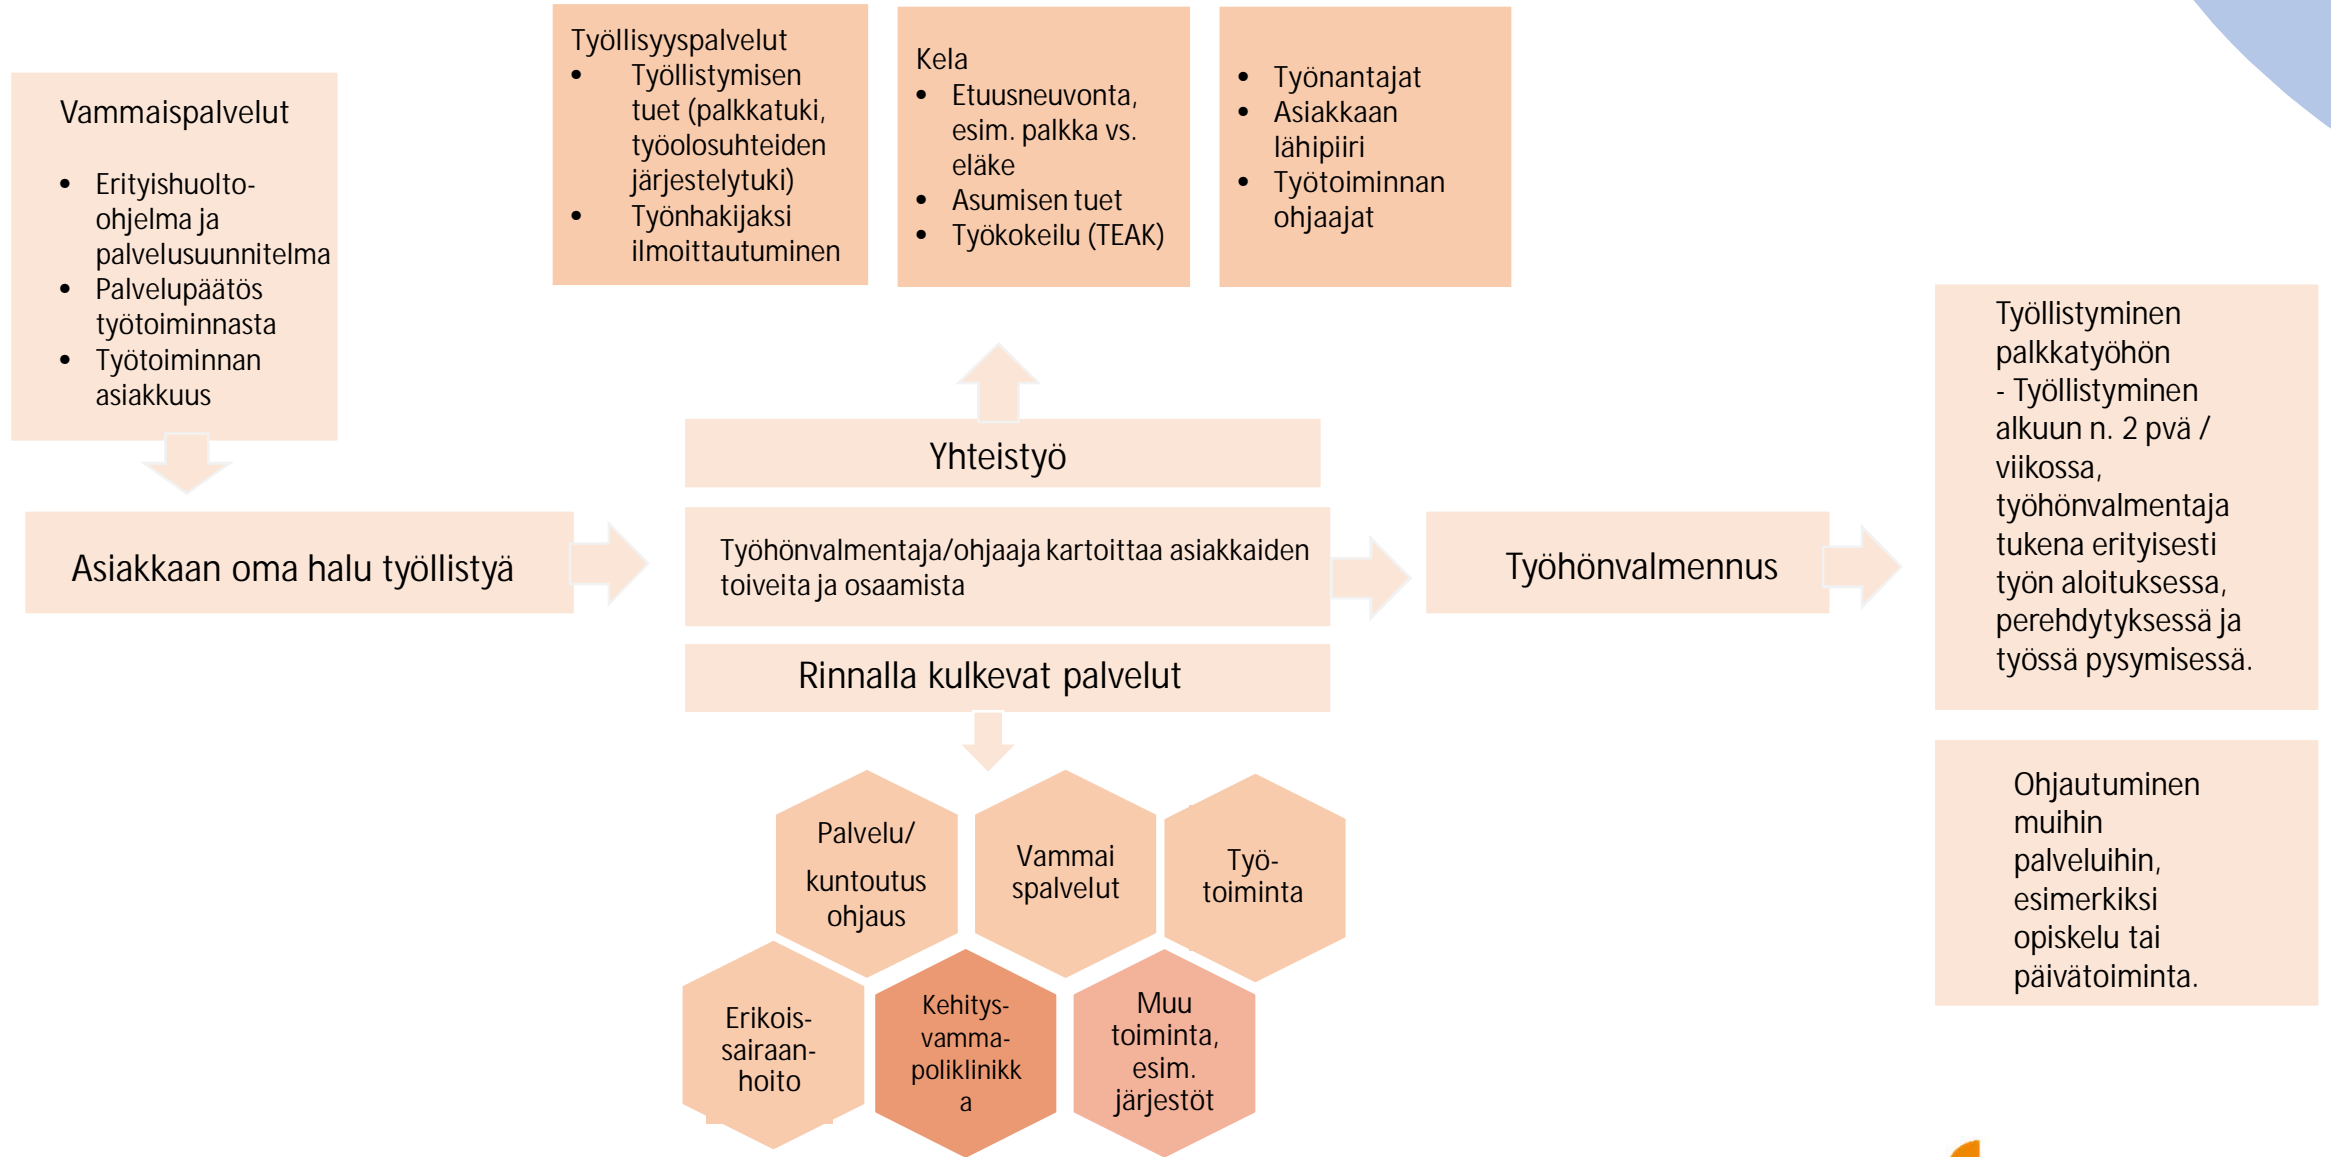 Vammaispalvelut
• Erityishuolto-
ohjelma ja
palvelusuunnitelma
• Palvelupäätös
työtoiminnasta
• Työtoiminnan
asiakkuus
Työllisyyspalvelut
• Työllistymisen
tuet (palkkatuki,
työolosuhteiden
järjestelytuki)
• Työnhakijaksi
ilmoittautuminen
Kela
• Etuusneuvonta,
esim. palkka vs.
eläke
• Asumisen tuet
• Työkokeilu (TEAK)
• Työnantajat
• Asiakkaan
lähipiiri
• Työtoiminnan
ohjaajat
Asiakkaan oma halu työllistyä
Yhteistyö
Työhönvalmentaja/ohjaaja kartoittaa asiakkaiden
toiveita ja osaamista
Rinnalla kulkevat palvelut
Palvelu/
kuntoutus
ohjaus
Vammai
spalvelut
Työ-
toiminta
Erikois-
sairaan-
hoito
Kehitys-
vamma-
poliklinikk
a
Muu
toiminta,
esim.
järjestöt
Työhönvalmennus
Työllistyminen
palkkatyöhön
- Työllistyminen
alkuun n. 2 pvä /
viikossa,
työhönvalmentaja
tukena erityisesti
työn aloituksessa,
perehdytyksessä ja
työssä pysymisessä.
Ohjautuminen
muihin
palveluihin,
esimerkiksi
opiskelu tai
päivätoiminta.